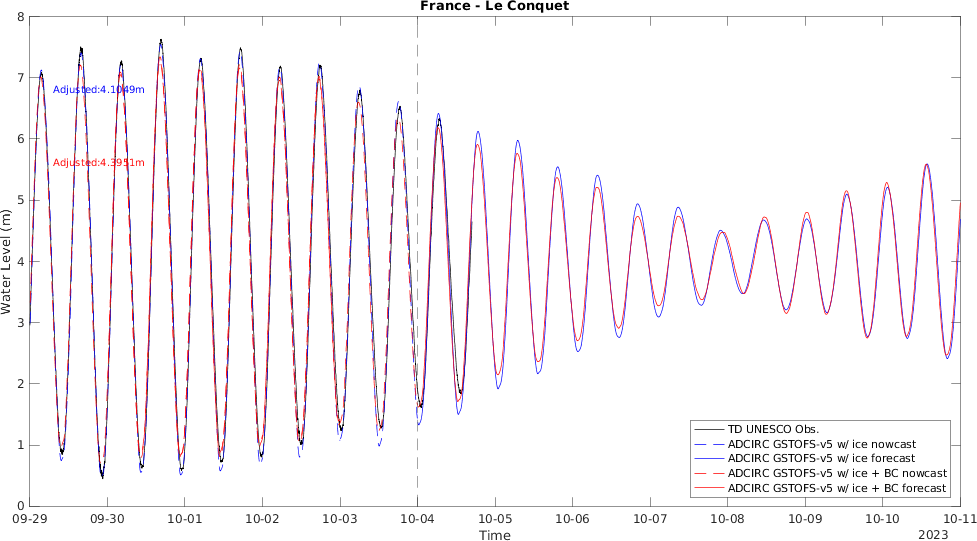 France - Le Conquet
8
7
6
5
4
3
2
1
0
Water Level (m)
Adjusted:4.1049m
Adjusted:4.3951m
TD UNESCO Obs.
ADCIRC GSTOFS-v5 w/ ice nowcast
ADCIRC GSTOFS-v5 w/ ice forecast
ADCIRC GSTOFS-v5 w/ ice + BC nowcast
ADCIRC GSTOFS-v5 w/ ice + BC forecast
09-29 09-30 10-01 10-02 10-03 10-04 10-05 10-06 10-07 10-08 10-09 10-10 10-11
Time
2023